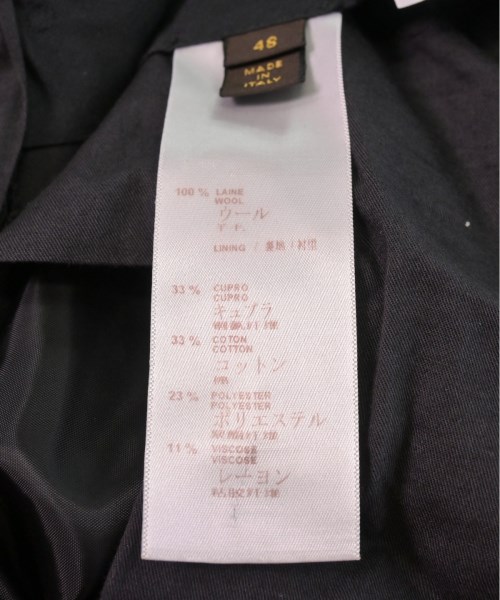 48
MADE
IN
ITALY
100 % LAINE
WOOL
ウール
LINING / 裏地 / 衬里
33 % CUPRO
CUPRO
キュプラ
33 % COTON
COTTON
コットン
23 % POLYESTER
POLYESTER
ポリエステル
11 % VISCOSE
VISCOSE
レーヨン